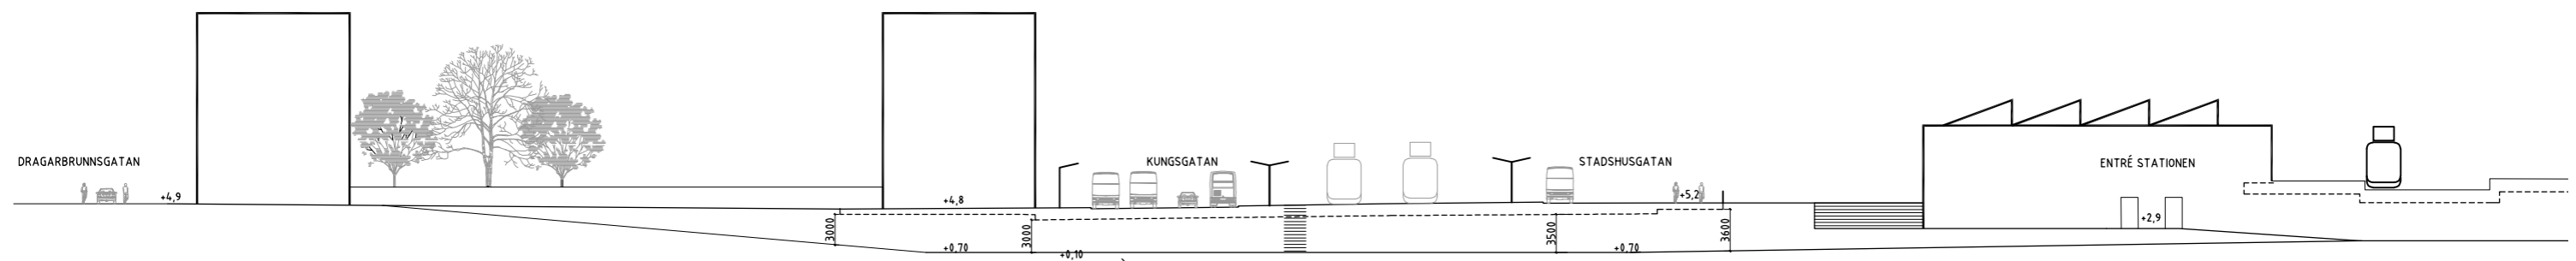 DRAGARBRUNNSGATAN
+4,9
+4,8
KUNGSGATAN
STADSHUSGATAN
+5,2
ENTRÉ STATIONEN
+2,9
3000
3000
3500
3600
+0,70
+0,10
+0,70